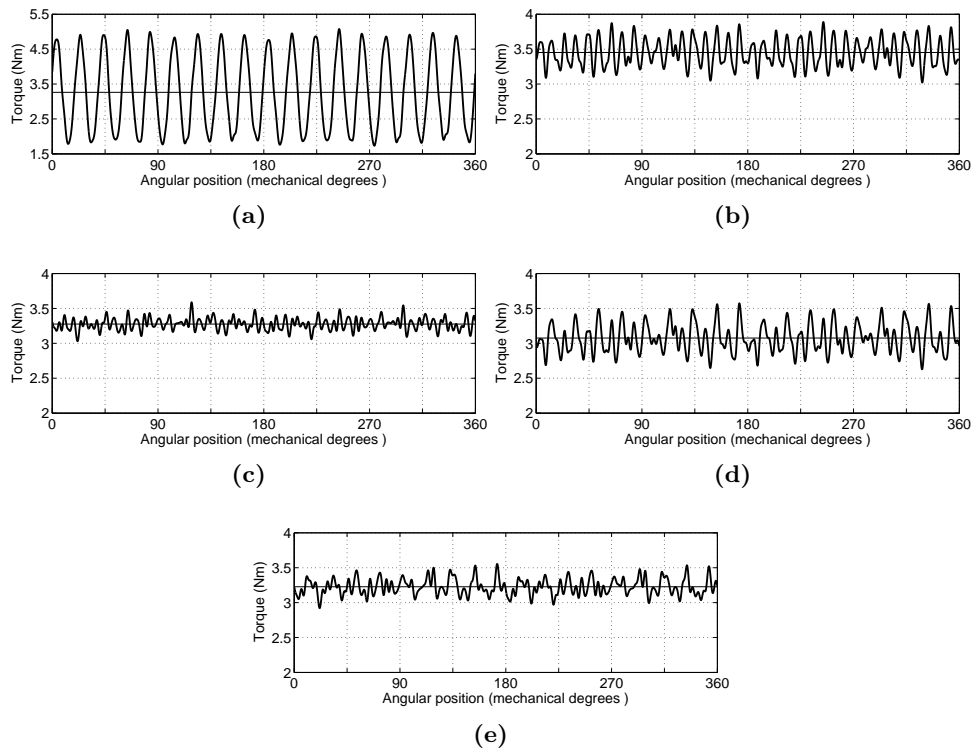 5.5
4.5
3.5
2.5
1.5
Torque (Nm)
0 90 180 270 360
Angular position (mechanical degrees )
(a)
4
3.5
3
2.5
2
Torque (Nm)
0 90 180 270 360
Angular position (mechanical degrees )
(b)
4
3.5
3
2.5
2
Torque (Nm)
0 90 180 270 360
Angular position (mechanical degrees )
(c)
4
3.5
3
2.5
2
Torque (Nm)
0 90 180 270 360
Angular position (mechanical degrees )
(d)
4
3.5
3
2.5
2
Torque (Nm)
0 90 180 270 360
Angular position (mechanical degrees )
(e)